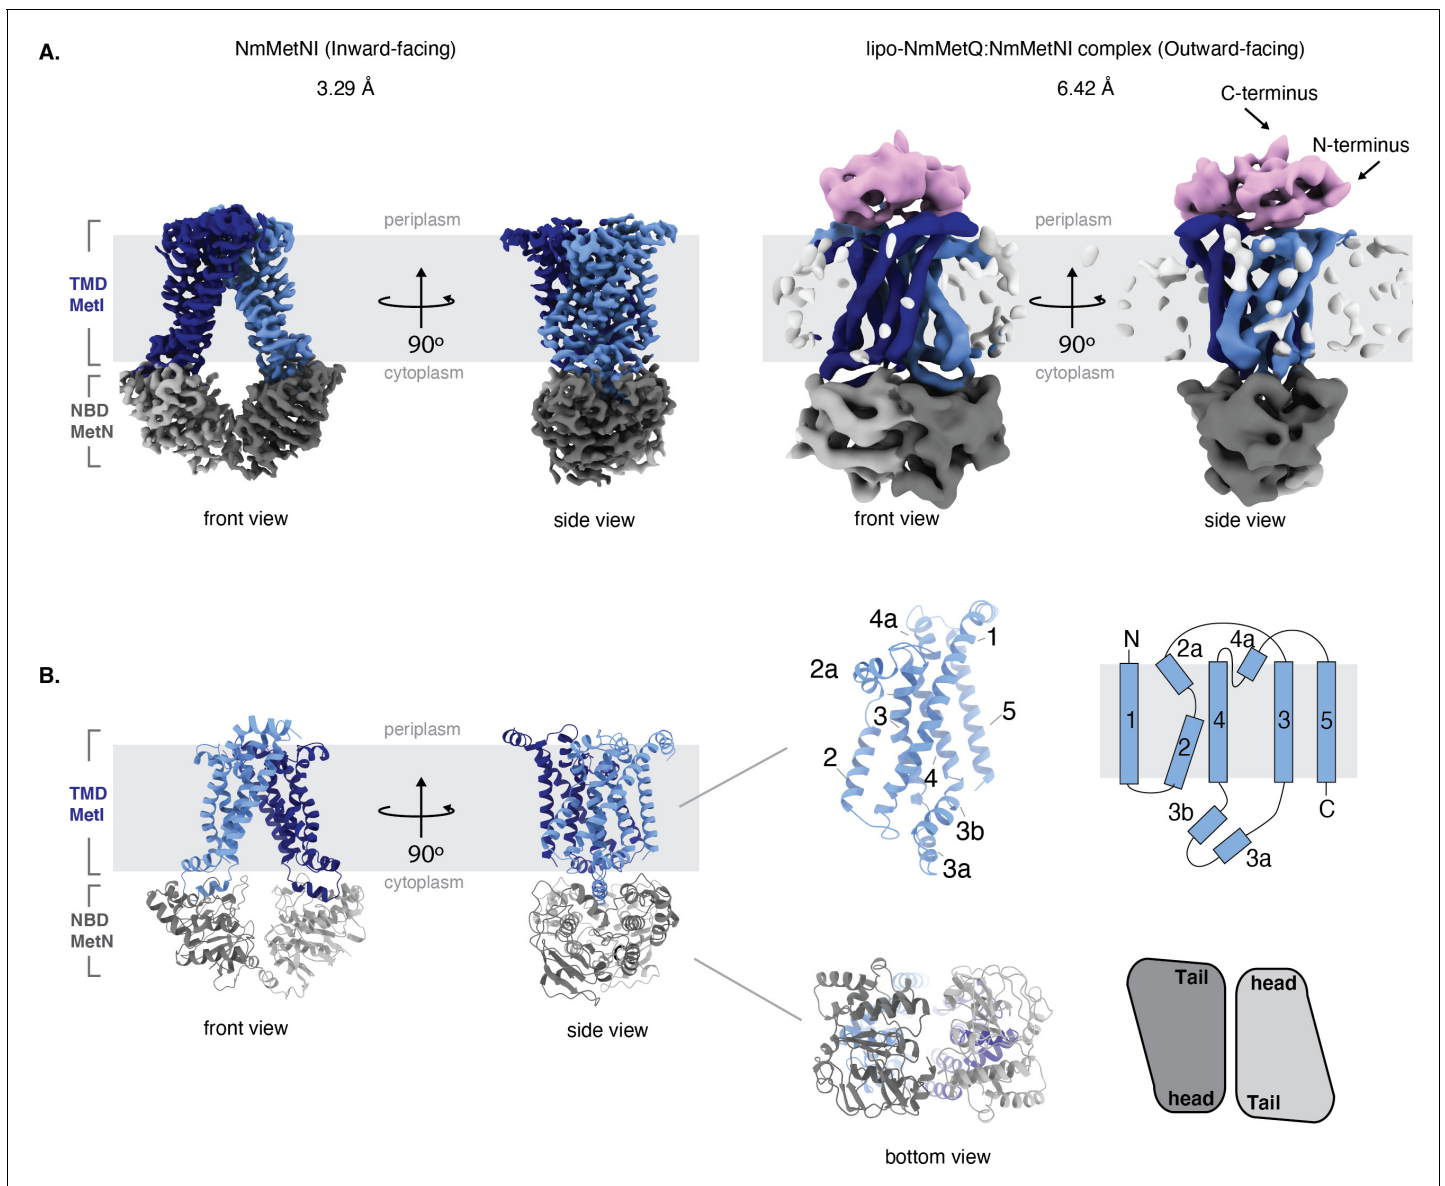 A.
NmMetNI (Inward-facing)
3.29 Å
lipo-NmMetQ:NmMetNI complex (Outward-facing)
6.42 Å
C-terminus
N-terminus
periplasm
periplasm
TMD
MetI
90º
90º
cytoplasm
cytoplasm
NBD
MetN
front view
side view
front view
side view
B.
periplasm
TMD
MetI
90º
cytoplasm
NBD
MetN
front view
side view
4a
1
2a
3
5
2
4
3b
3a
N
2a
4a
1
2
4
3
5
3b
C
3a
bottom view
Tail
head
head
Tail